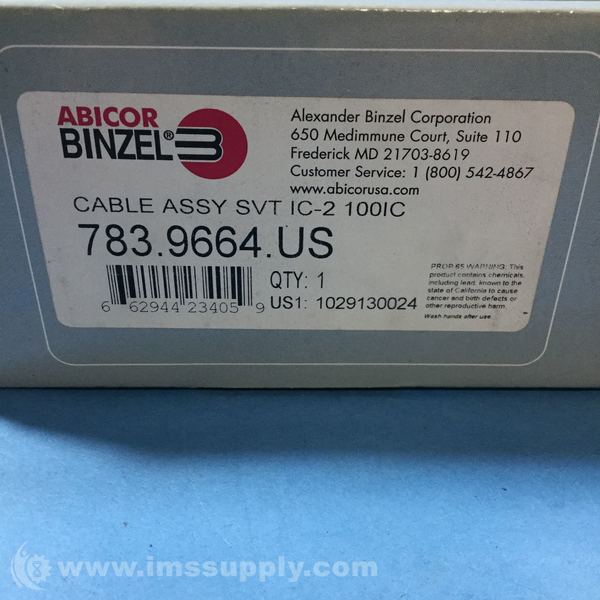 ABICOR
BINZEL®
Alexander Binzel Corporation
650 Medimmune Court, Suite 110
Frederick MD 21703-8619
Customer Service: 1 (800) 542-4867
www.abicorusa.com
CABLE ASSY SVT IC-2 100IC
783.9664.US
6 62944 23405 9
QTY: 1
US1: 1029130024
PROP 65 WARNING: This
product contains chemicals,
including lead, known to the
state of California to cause
cancer and birth defects or
other reproductive harm.
Wash hands after use.
www.imssupply.com